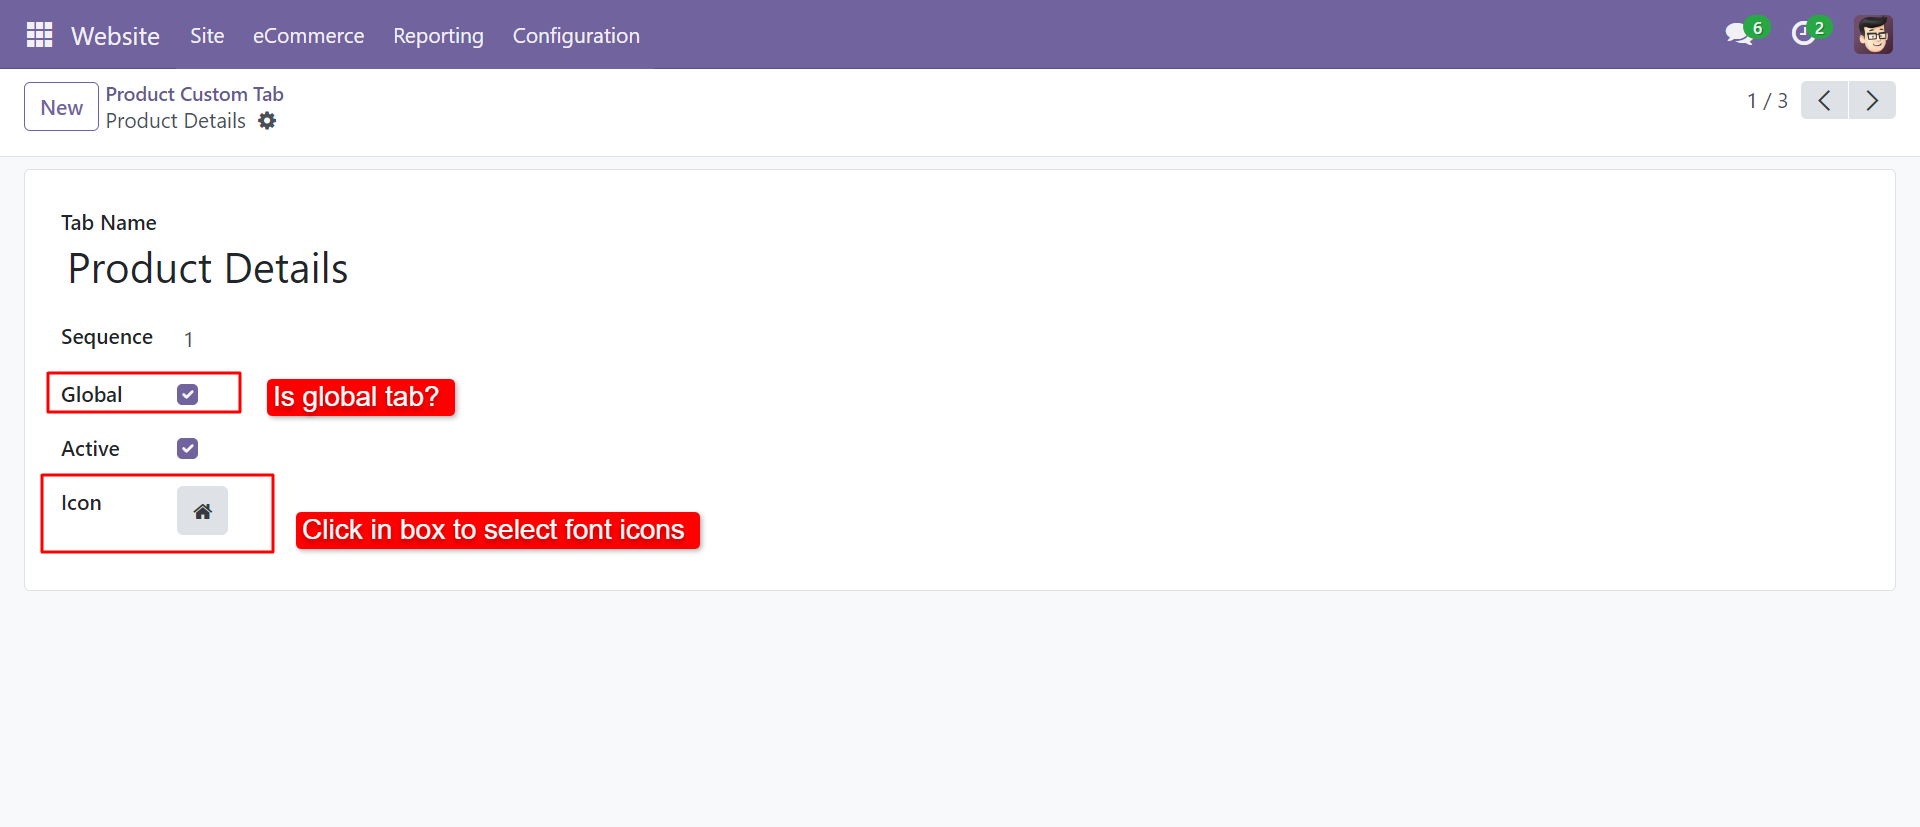 Website Site eCommerce Reporting Configuration 6 2
New Product Custom Tab
Product Details
1 / 3
Tab Name
Product Details
Sequence 1
Global Is global tab?
Active
Icon
Click in box to select font icons